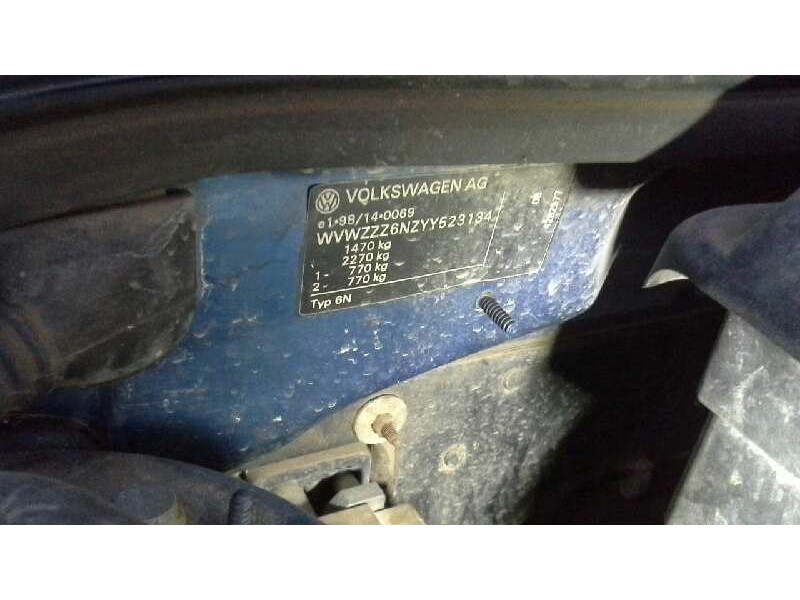 VOLKSWAGEN AG
e1*98/14*0069
WVWZZZ6NZYY523134
1470 kg
2270 kg
1- 770 kg
2- 770 kg
Typ 6N